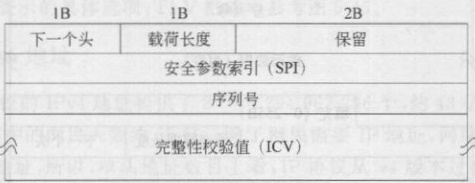 1B 1B 2B
下一个头 载荷长度 保留
安全参数索引（SPI）
序列号
完整性校验值（ICV）